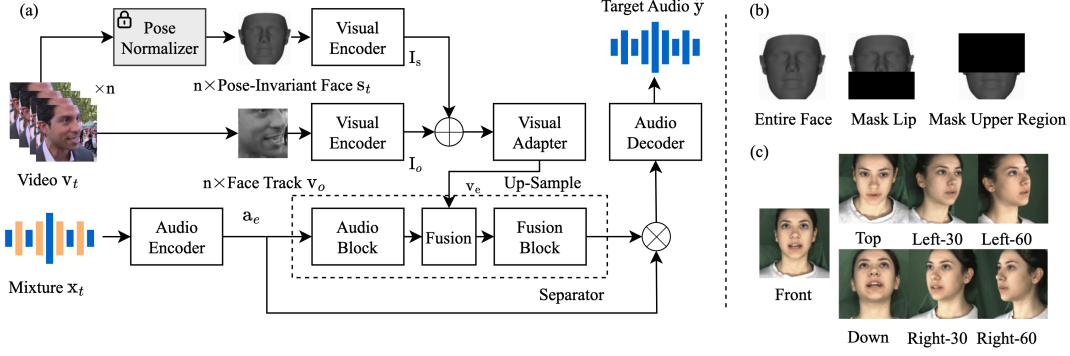 (a)
Pose
Normalizer
Visual
Encoder
I_s
×n
n×Pose-Invariant Face s_t
Visual
Encoder
I_o
Visual
Adapter
Target Audio y
Audio
Decoder
Video v_t
n×Face Track v_o
v_e
Up-Sample
Audio
Encoder
a_e
Audio
Block
Fusion
Fusion
Block
Mixture x_t
Separator
(b)
Entire Face
Mask Lip
Mask Upper Region
(c)
Front
Top
Left-30
Left-60
Down
Right-30
Right-60